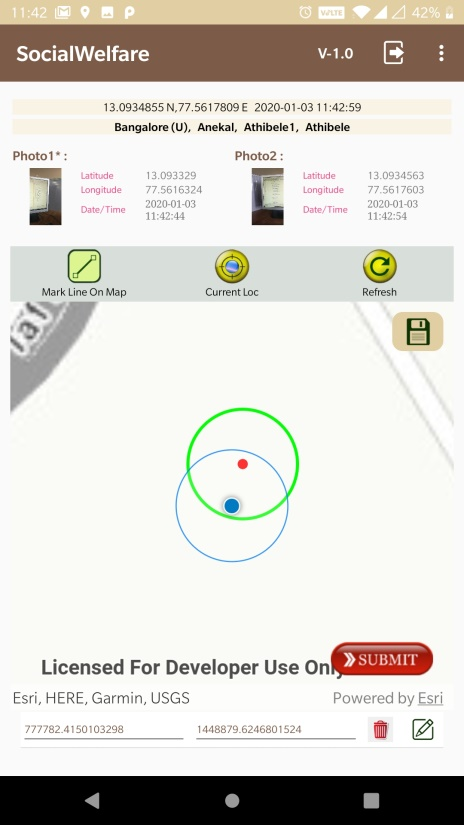 11:42 VoLTE 42%
SocialWelfare V-1.0
13.0934855 N,77.5617809 E 2020-01-03 11:42:59
Bangalore (U), Anekal, Athibele1, Athibele
Photo1* : Photo2 :
Latitude 13.093329 Latitude 13.0934563
Longitude 77.5616324 Longitude 77.5617603
Date/Time 2020-01-03 11:42:44 Date/Time 2020-01-03 11:42:54
Mark Line On Map Current Loc Refresh
SUBMIT
Licensed For Developer Use Only
Esri, HERE, Garmin, USGS Powered by Esri
777782.4150103298 1448879.6246801524